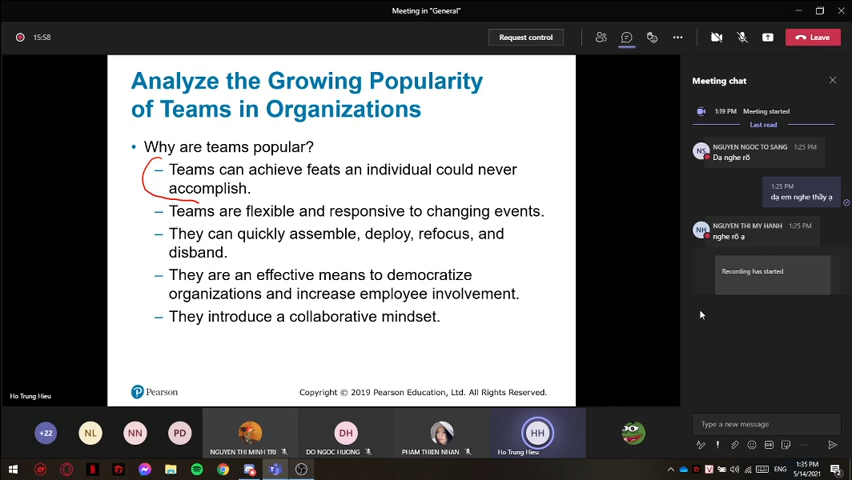 Meeting in "General"
15:58
Request control
Leave
Analyze the Growing Popularity
of Teams in Organizations
• Why are teams popular?
– Teams can achieve feats an individual could never
accomplish.
– Teams are flexible and responsive to changing events.
– They can quickly assemble, deploy, refocus, and
disband.
– They are an effective means to democratize
organizations and increase employee involvement.
– They introduce a collaborative mindset.
P Pearson
Copyright © 2019 Pearson Education, Ltd. All Rights Reserved.
Ho Trung Hieu
Meeting chat
1:19 PM Meeting started
Last read
NS
NGUYEN NGOC TO SANG 1:25 PM
Dạ nghe rõ
1:25 PM
dạ em nghe thầy ạ
NH
NGUYEN THI MY HANH 1:25 PM
nghe rõ ạ
Recording has started
Type a new message
+22
NL
NN
PD
NGUYEN THI MINH TRI
DH
DO NGOC HUONG
PHAM THIEN NHAN
HH
Ho Trung Hieu
ENG
1:35 PM
5/14/2021